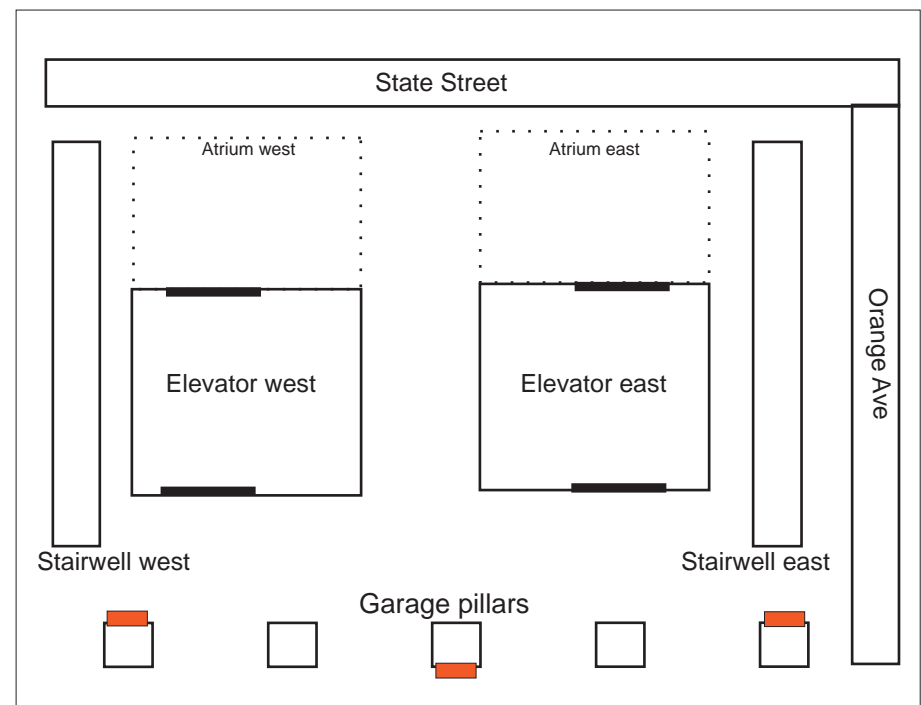 State Street
Atrium west
Atrium east
Elevator west
Elevator east
Orange Ave
Stairwell west
Stairwell east
Garage pillars